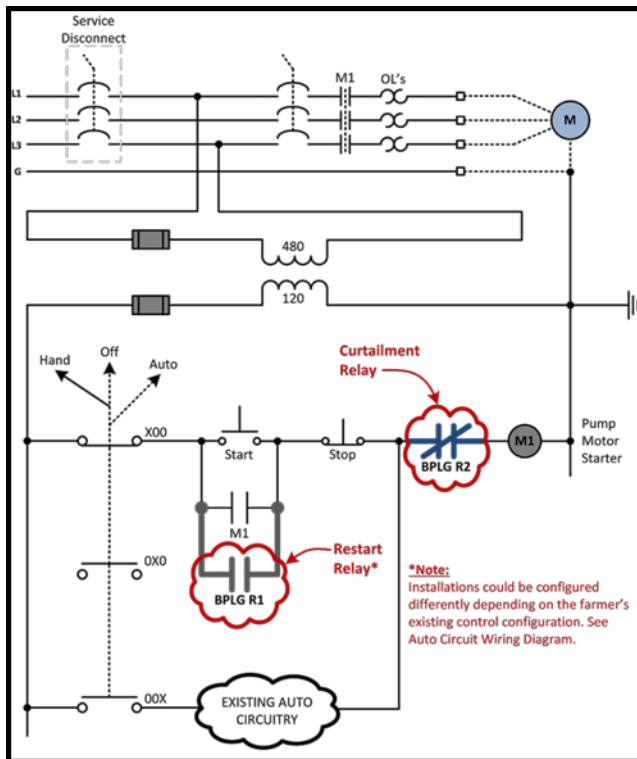 Service
Disconnect
M1
OL's
L1
L2
L3
G
M
480
120
Hand
Off
Auto
Curtailment
Relay
X00
Start
Stop
BPLG R2
M1
Pump
Motor
Starter
M1
Restart
Relay*
BPLG R1
0X0
*Note:
Installations could be configured
differently depending on the farmer's
existing control configuration. See
Auto Circuit Wiring Diagram.
00X
EXISTING AUTO
CIRCUITRY